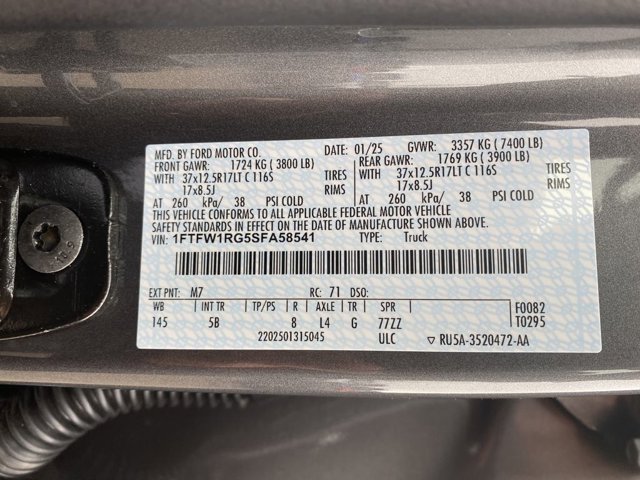 MFD. BY FORD MOTOR CO. DATE: 01/25 GVWR: 3357 KG ( 7400 LB)
FRONT GAWR: 1724 KG ( 3800 LB) REAR GAWR: 1769 KG ( 3900 LB)
WITH 37x12.5R17LT C 116S TIRES WITH 37x12.5R17LT C 116S TIRES
17x8.5J RIMS 17x8.5J RIMS
AT 260 kPa/ 38 PSI COLD AT 260 kPa/ 38 PSI COLD
THIS VEHICLE CONFORMS TO ALL APPLICABLE FEDERAL MOTOR VEHICLE
SAFETY STANDARDS IN EFFECT ON THE DATE OF MANUFACTURE SHOWN ABOVE.
VIN: 1FTFW1RG5SFA58541 TYPE: Truck
EXT PNT: M7 RC: 71 DSO:
WB INT TR TP/PS R AXLE TR SPR F0082
145 5B 8 L4 G 77ZZ T0295
2202501315045 ULC ▽ RU5A-3520472-AA
10.9